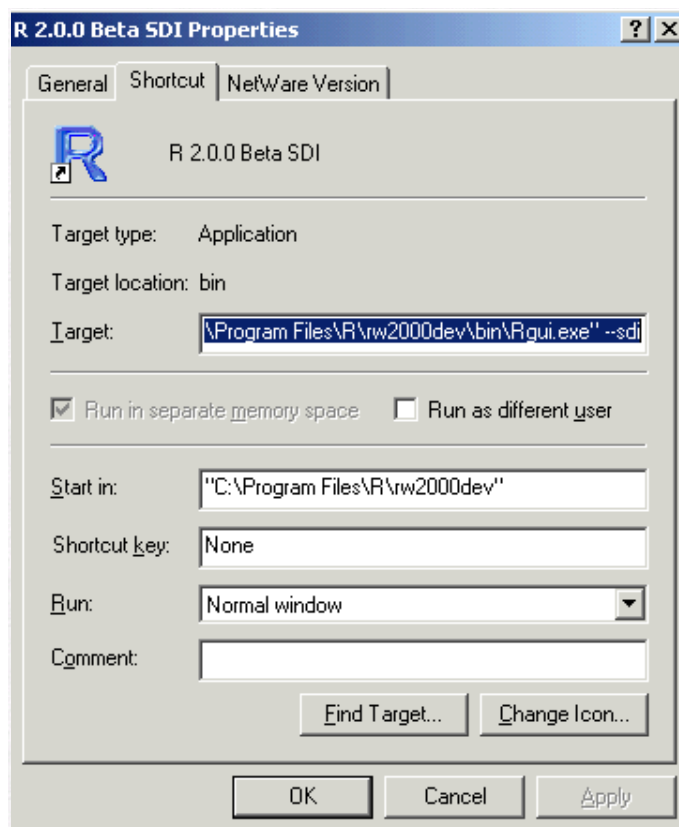 R 2.0.0 Beta SDI Properties
General Shortcut NetWare Version
R 2.0.0 Beta SDI
Target type: Application
Target location: bin
Target: \Program Files\R\rw2000dev\bin\Rgui.exe" --sdi
Run in separate memory space Run as different user
Start in: "C:\Program Files\R\rw2000dev"
Shortcut key: None
Run: Normal window
Comment:
Find Target... Change Icon...
OK Cancel Apply